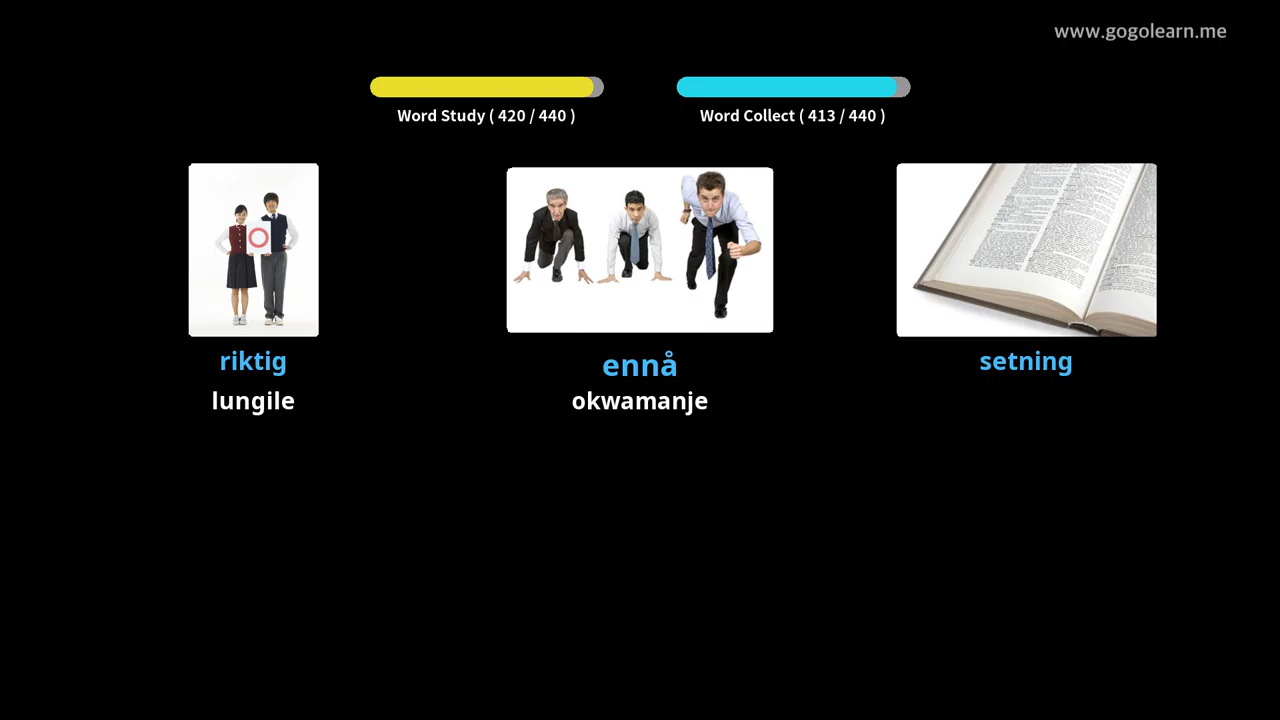 www.gogolearn.me
Word Study ( 420 / 440 )
Word Collect ( 413 / 440 )
riktig
lungile
ennå
okwamanje
setning